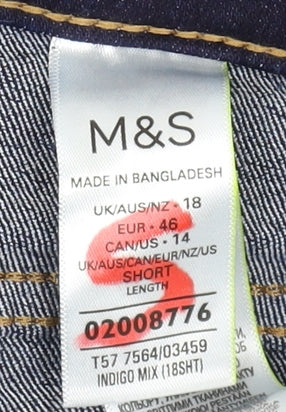 M&S
MADE IN BANGLADESH
UK/AUS/NZ • 18
EUR • 46
CAN/US • 14
UK/AUS/CAN/EUR/NZ/US
SHORT
LENGTH
02008776
T57 7564/03459
INDIGO MIX (18SHT)
S